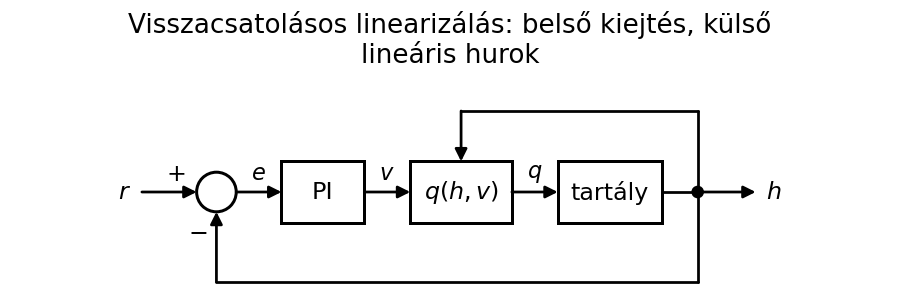 Visszacsatolásos linearizálás: belső kiejtés, külső
lineáris hurok
r + − e PI v q(h, v) q tartály h